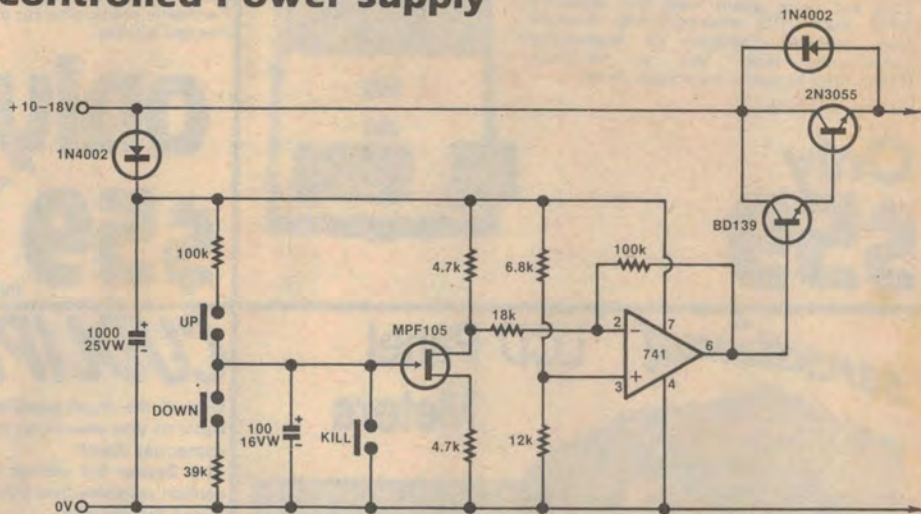 Controlled Power Supply
1N4002
2N3055
+10–18V
1N4002
BD139
100k
4.7k
6.8k
100k
18k
UP
MPF105
1000
25VW
+
-
2
-
7
741
6
3
+
4
DOWN
100
16VW
+
-
KILL
4.7k
12k
39k
0V